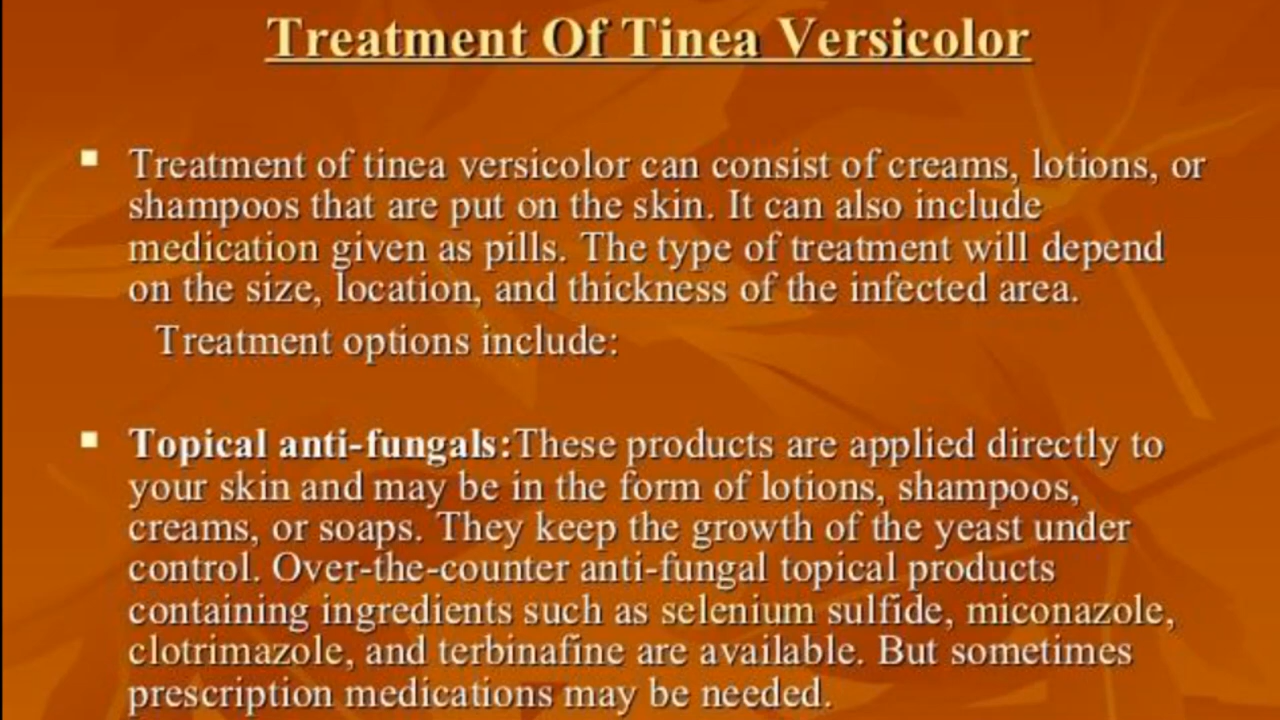 Treatment Of Tinea Versicolor
Treatment of tinea versicolor can consist of creams, lotions, or
shampoos that are put on the skin. It can also include
medication given as pills. The type of treatment will depend
on the size, location, and thickness of the infected area.
Treatment options include:
Topical anti-fungals:These products are applied directly to
your skin and may be in the form of lotions, shampoos,
creams, or soaps. They keep the growth of the yeast under
control. Over-the-counter anti-fungal topical products
containing ingredients such as selenium sulfide, miconazole,
clotrimazole, and terbinafine are available. But sometimes
prescription medications may be needed.